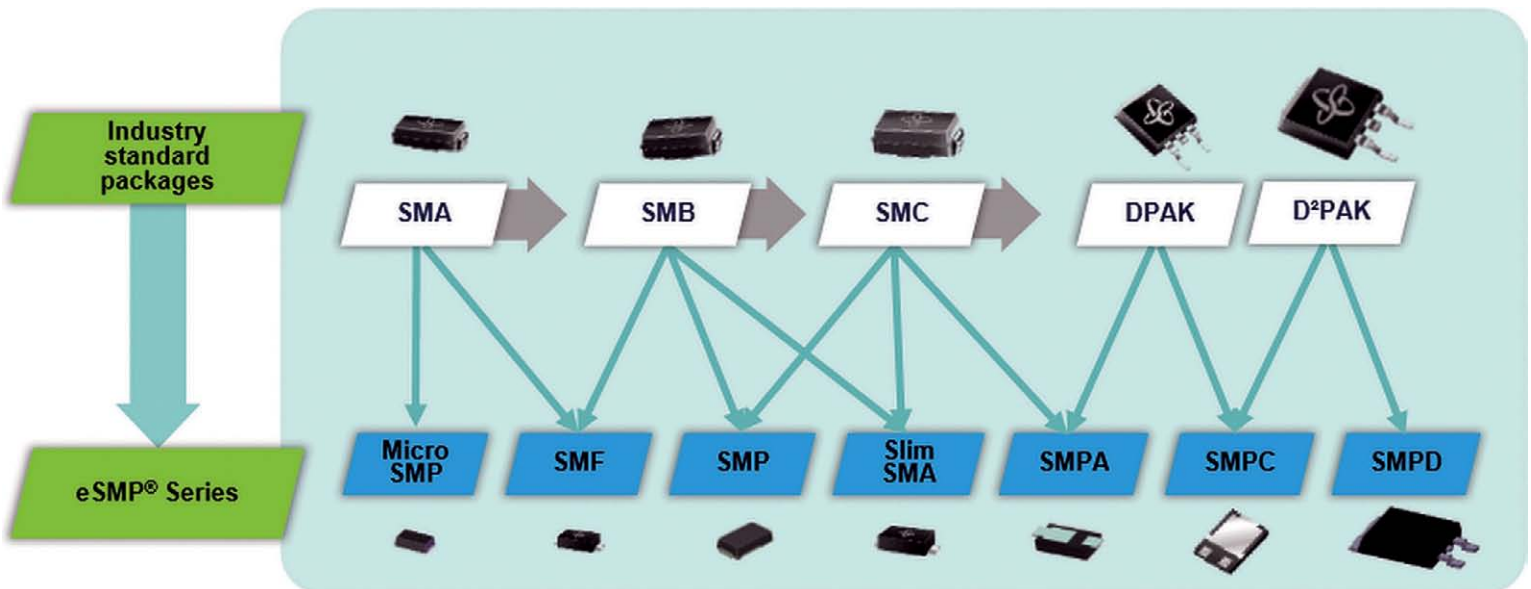 Industry
standard
packages
SMA
SMB
SMC
DPAK
D²PAK
eSMP® Series
Micro
SMP
SMF
SMP
Slim
SMA
SMPA
SMPC
SMPD